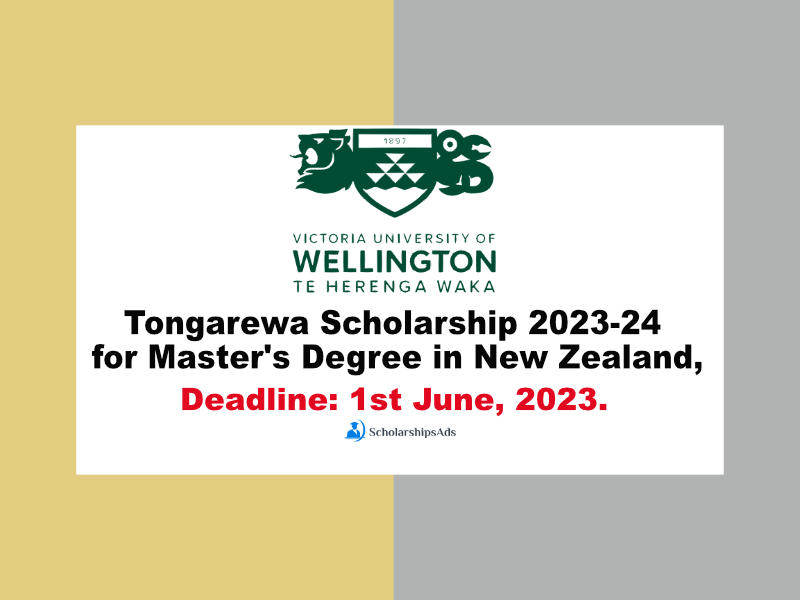 1897
VICTORIA UNIVERSITY OF
WELLINGTON
TE HERENGA WAKA
Tongarewa Scholarship 2023-24
for Master's Degree in New Zealand,
Deadline: 1st June, 2023.
ScholarshipsAds